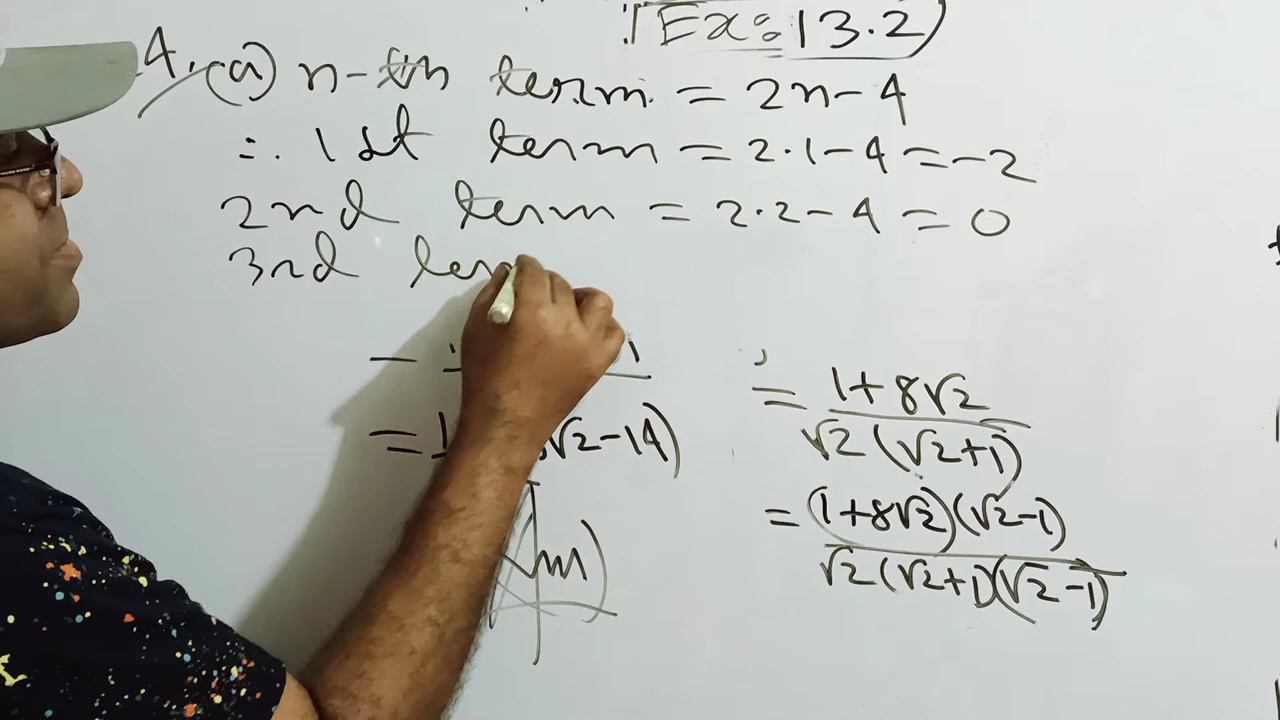 Ex: 13.2)
4. (a) n-th term = 2n-4
∴ 1st term = 2·1-4 = -2
2nd term = 2·2-4 = 0
3rd ter
= 1+8√2 / √2(√2+1)
= (1+8√2)(√2-1) / √2(√2+1)(√2-1)
√2-14)